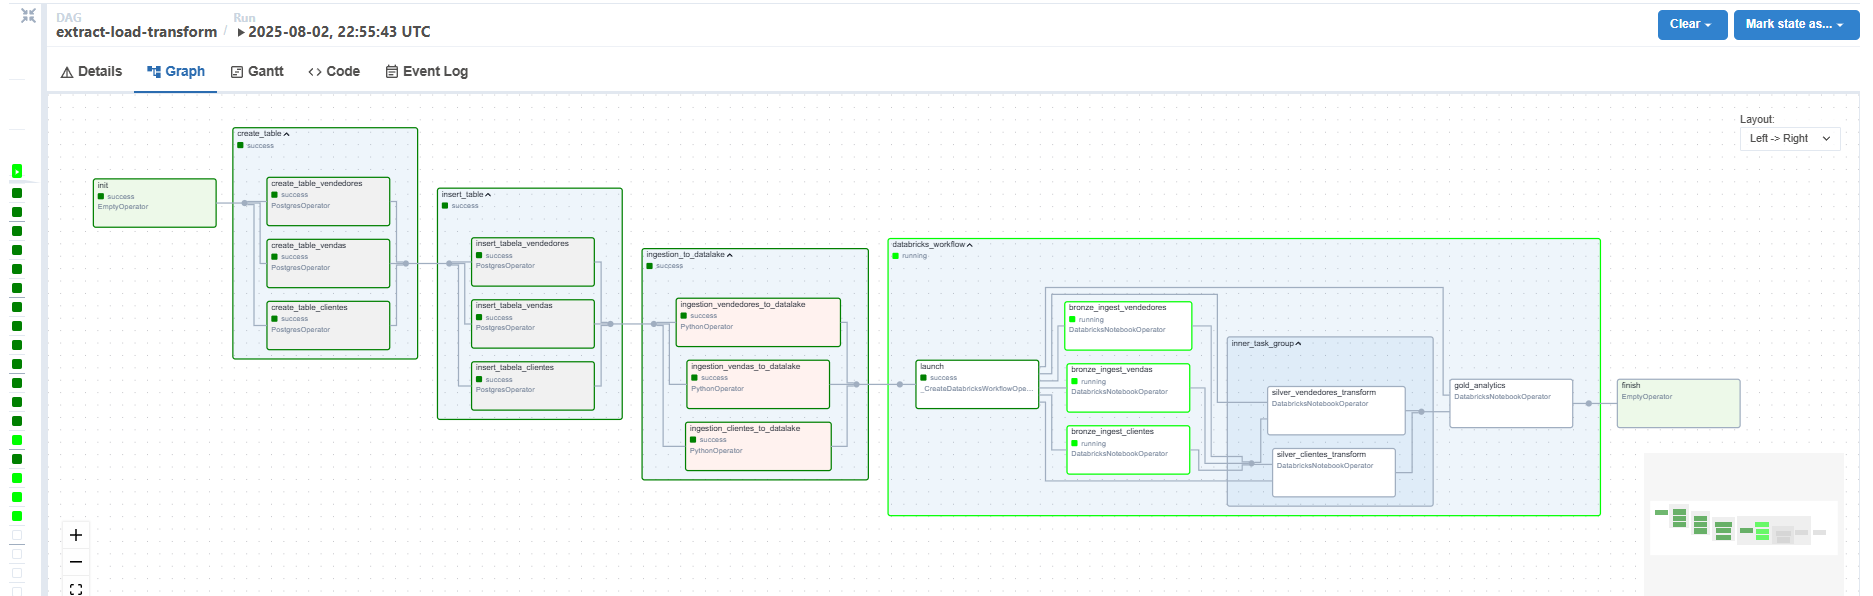 DAG
extract-load-transform
/
Run
2025-08-02, 22:55:43 UTC
Clear
Mark state as...
Details
Graph
Gantt
Code
Event Log
Layout:
Left -> Right
init
success
EmptyOperator
create_table
success
create_table_vendedores
success
PostgresOperator
create_table_vendas
success
PostgresOperator
create_table_clientes
success
PostgresOperator
insert_table
success
insert_tabela_vendedores
success
PostgresOperator
insert_tabela_vendas
success
PostgresOperator
insert_tabela_clientes
success
PostgresOperator
ingestion_to_datalake
success
ingestion_vendedores_to_datalake
success
PythonOperator
ingestion_vendas_to_datalake
success
PythonOperator
ingestion_clientes_to_datalake
success
PythonOperator
databricks_workflow
running
launch
success
_CreateDatabricksWorkflowOpe...
bronze_ingest_vendedores
running
DatabricksNotebookOperator
bronze_ingest_vendas
running
DatabricksNotebookOperator
bronze_ingest_clientes
running
DatabricksNotebookOperator
inner_task_group
silver_vendedores_transform
DatabricksNotebookOperator
silver_clientes_transform
DatabricksNotebookOperator
gold_analytics
DatabricksNotebookOperator
finish
EmptyOperator